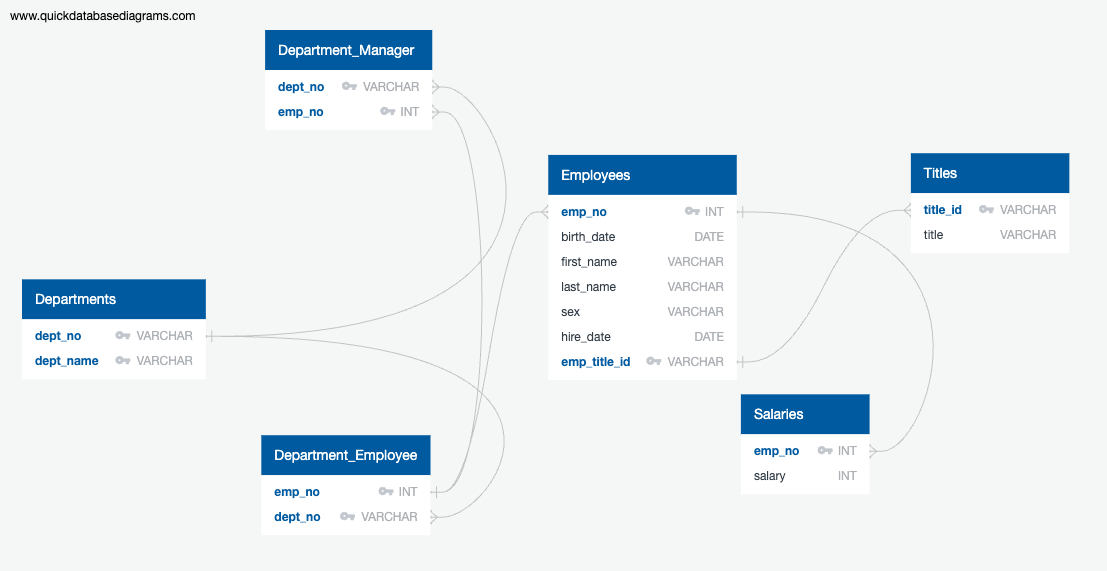 www.quickdatabasediagrams.com
Department_Manager
dept_no VARCHAR
emp_no INT
Employees
emp_no INT
birth_date DATE
first_name VARCHAR
last_name VARCHAR
sex VARCHAR
hire_date DATE
emp_title_id VARCHAR
Titles
title_id VARCHAR
title VARCHAR
Departments
dept_no VARCHAR
dept_name VARCHAR
Salaries
emp_no INT
salary INT
Department_Employee
emp_no INT
dept_no VARCHAR